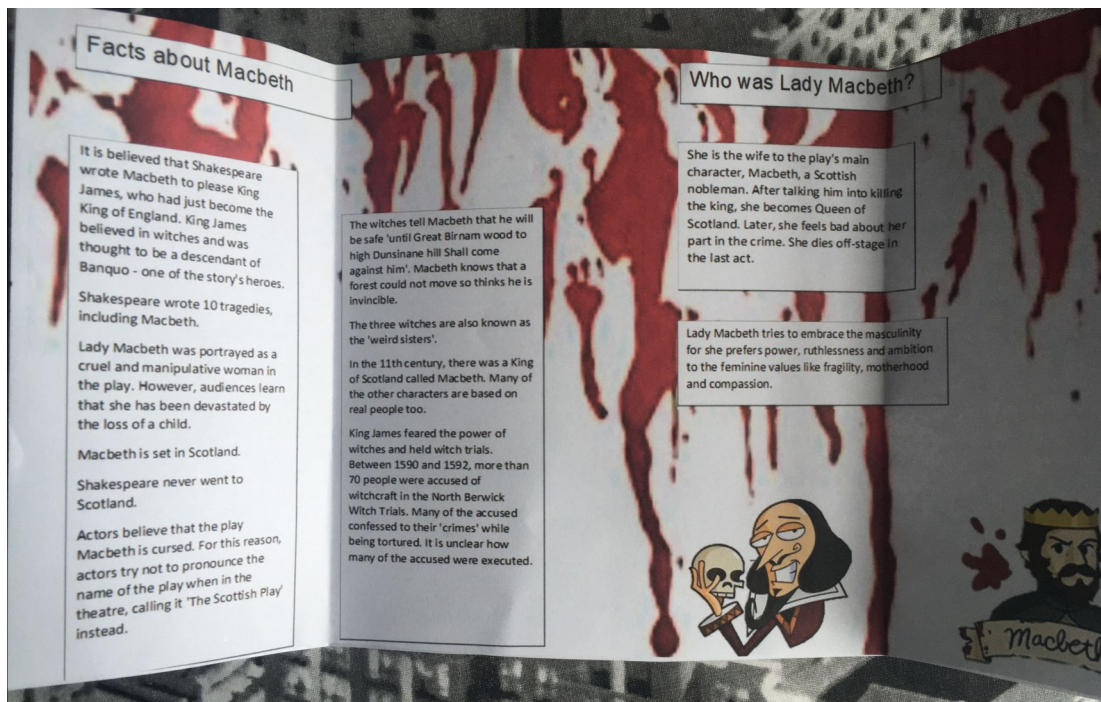 Facts about Macbeth
It is believed that Shakespeare
wrote Macbeth to please King
James, who had just become the
King of England. King James
believed in witches and was
thought to be a descendant of
Banquo - one of the story's heroes.
Shakespeare wrote 10 tragedies,
including Macbeth.
Lady Macbeth was portrayed as a
cruel and manipulative woman in
the play. However, audiences learn
that she has been devastated by
the loss of a child.
Macbeth is set in Scotland.
Shakespeare never went to
Scotland.
Actors believe that the play
Macbeth is cursed. For this reason,
actors try not to pronounce the
name of the play when in the
theatre, calling it 'The Scottish Play'
instead.
The witches tell Macbeth that he will
be safe 'until Great Birnam wood to
high Dunsinane hill Shall come
against him'. Macbeth knows that a
forest could not move so thinks he is
invincible.
The three witches are also known as
the 'weird sisters'.
In the 11th century, there was a King
of Scotland called Macbeth. Many of
the other characters are based on
real people too.
King James feared the power of
witches and held witch trials.
Between 1590 and 1592, more than
70 people were accused of
witchcraft in the North Berwick
Witch Trials. Many of the accused
confessed to their 'crimes' while
being tortured. It is unclear how
many of the accused were executed.
Who was Lady Macbeth?
She is the wife to the play's main
character, Macbeth, a Scottish
nobleman. After talking him into killing
the king, she becomes Queen of
Scotland. Later, she feels bad about her
part in the crime. She dies off-stage in
the last act.
Lady Macbeth tries to embrace the masculinity
for she prefers power, ruthlessness and ambition
to the feminine values like fragility, motherhood
and compassion.
Macbeth